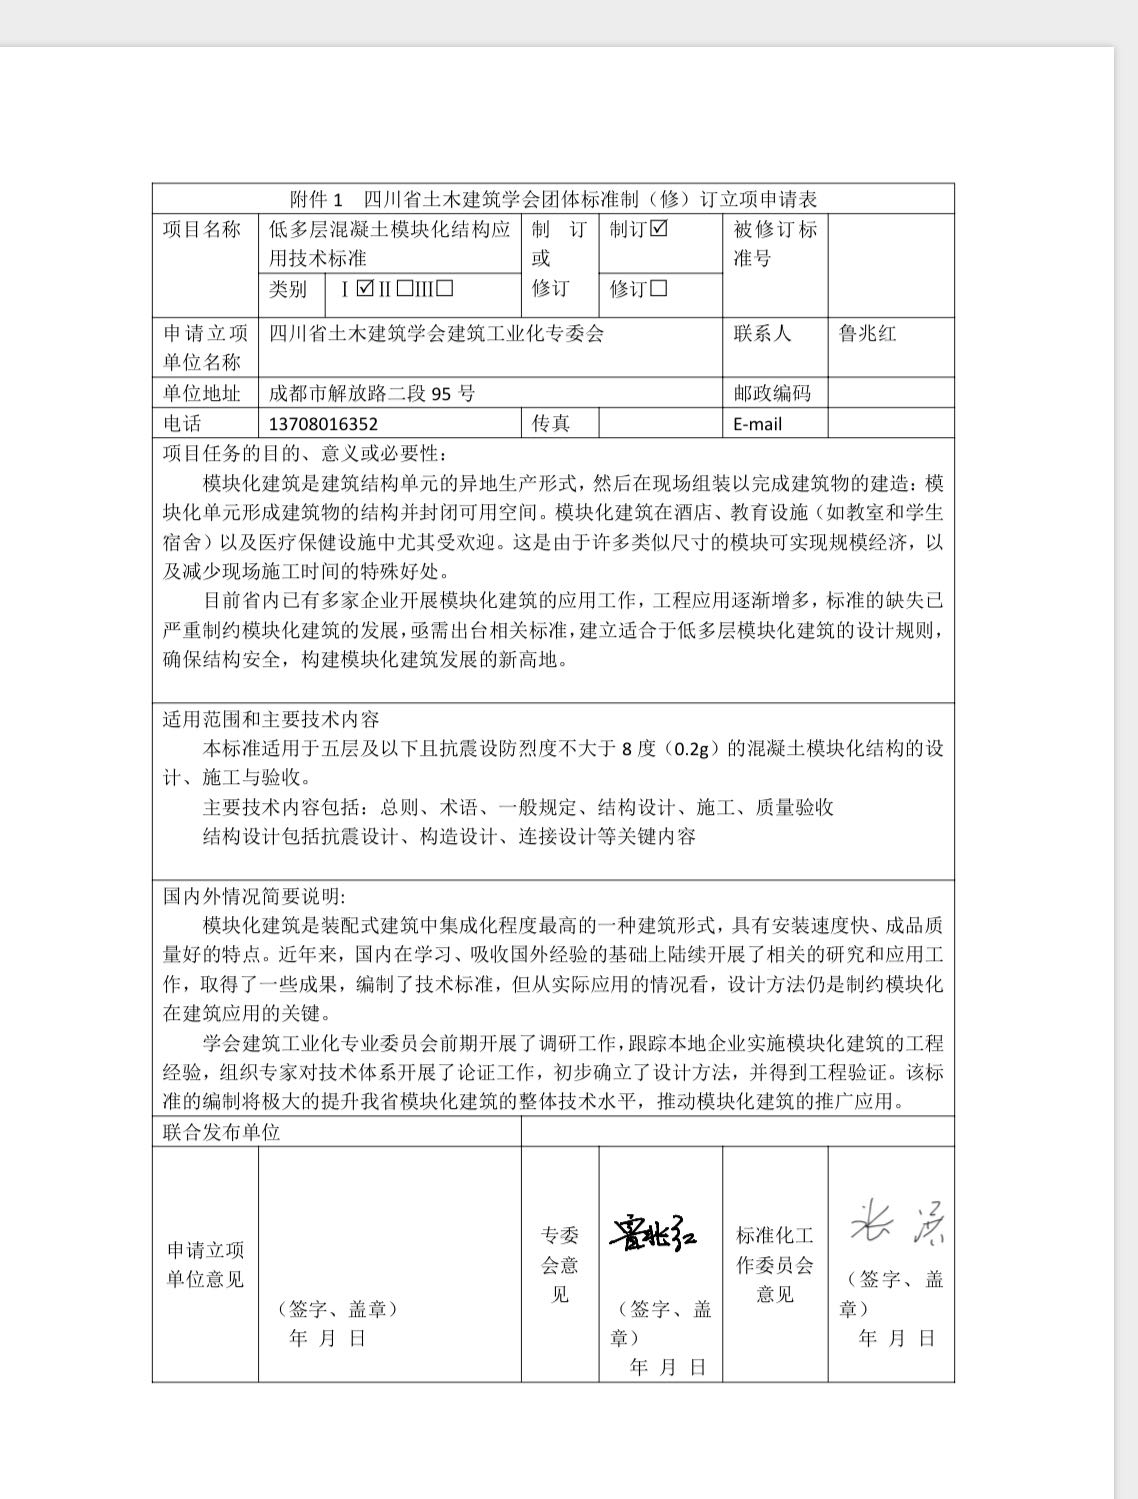 附件 1 四川省土木建筑学会团体标准制（修）订立项申请表
项目名称 低多层混凝土模块化结构应 制 订 制订☑ 被修订标
用技术标准 或 准号
类别 Ⅰ☑Ⅱ☐Ⅲ☐ 修订 修订☐
申请立项 四川省土木建筑学会建筑工业化专委会 联系人 鲁兆红
单位名称
单位地址 成都市解放路二段 95 号 邮政编码
电话 13708016352 传真 E-mail
项目任务的目的、意义或必要性：
模块化建筑是建筑结构单元的异地生产形式，然后在现场组装以完成建筑物的建造：模
块化单元形成建筑物的结构并封闭可用空间。模块化建筑在酒店、教育设施（如教室和学生
宿舍）以及医疗保健设施中尤其受欢迎。这是由于许多类似尺寸的模块可实现规模经济，以
及减少现场施工时间的特殊好处。
目前省内已有多家企业开展模块化建筑的应用工作，工程应用逐渐增多，标准的缺失已
严重制约模块化建筑的发展，亟需出台相关标准，建立适合于低多层模块化建筑的设计规则，
确保结构安全，构建模块化建筑发展的新高地。
适用范围和主要技术内容
本标准适用于五层及以下且抗震设防烈度不大于 8 度（0.2g）的混凝土模块化结构的设
计、施工与验收。
主要技术内容包括：总则、术语、一般规定、结构设计、施工、质量验收
结构设计包括抗震设计、构造设计、连接设计等关键内容
国内外情况简要说明:
模块化建筑是装配式建筑中集成化程度最高的一种建筑形式，具有安装速度快、成品质
量好的特点。近年来，国内在学习、吸收国外经验的基础上陆续开展了相关的研究和应用工
作，取得了一些成果，编制了技术标准，但从实际应用的情况看，设计方法仍是制约模块化
在建筑应用的关键。
学会建筑工业化专业委员会前期开展了调研工作，跟踪本地企业实施模块化建筑的工程
经验，组织专家对技术体系开展了论证工作，初步确立了设计方法，并得到工程验证。该标
准的编制将极大的提升我省模块化建筑的整体技术水平，推动模块化建筑的推广应用。
联合发布单位
申请立项
单位意见
（签字、盖章）
年 月 日
专委
会意
见
鲁兆红
（签字、盖
章）
年 月 日
标准化工
作委员会
意见
（签字、盖
章）
年 月 日